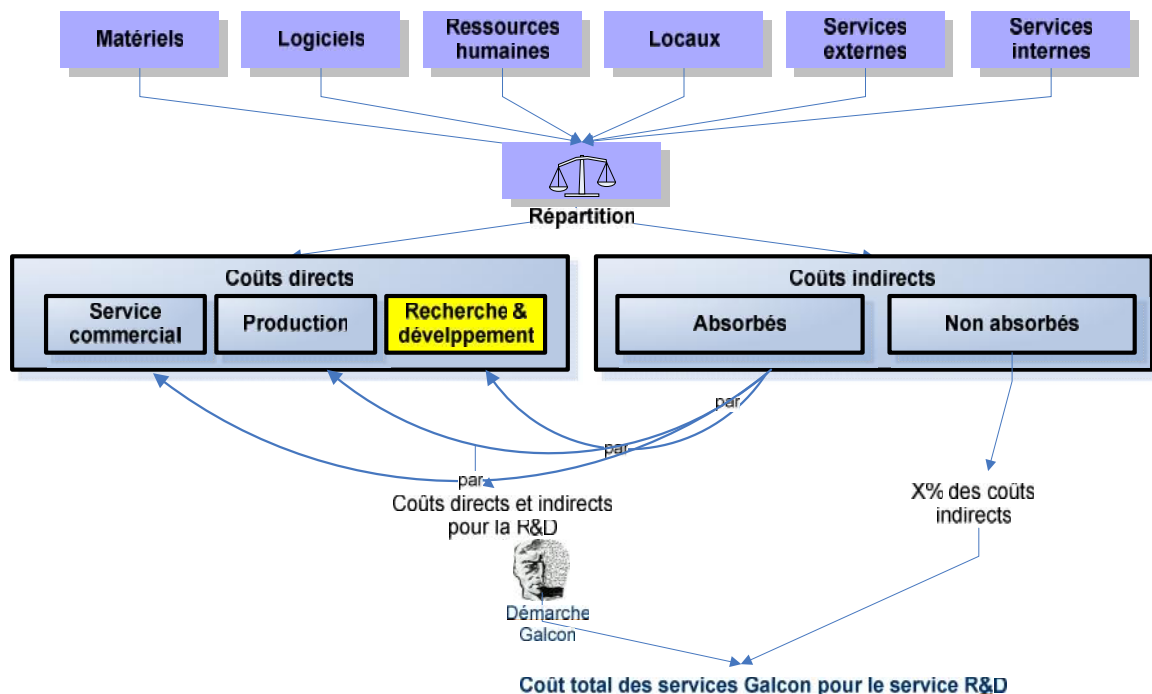 Matériels
Logiciels
Ressources
humaines
Locaux
Services
externes
Services
internes
Répartition
Coûts directs
Service
commercial
Production
Recherche &
dévelppement
Coûts indirects
Absorbés
Non absorbés
par
par
par
Coûts directs et indirects
pour la R&D
X% des coûts
indirects
Démarche
Galcon
Coût total des services Galcon pour le service R&D